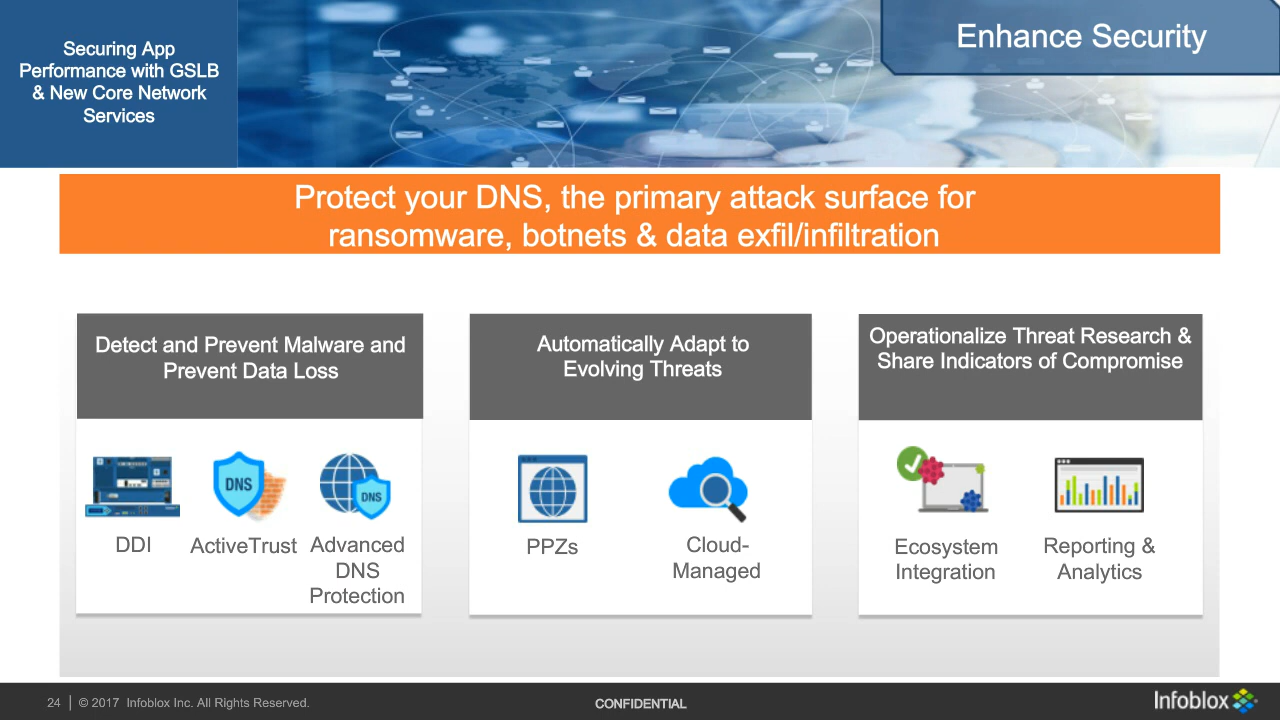 Securing App
Performance with GSLB
& New Core Network
Services
Enhance Security
Protect your DNS, the primary attack surface for
ransomware, botnets & data exfil/infiltration
Detect and Prevent Malware and
Prevent Data Loss
DNS
DNS
DDI
ActiveTrust
Advanced
DNS
Protection
Automatically Adapt to
Evolving Threats
PPZs
Cloud-
Managed
Operationalize Threat Research &
Share Indicators of Compromise
Ecosystem
Integration
Reporting &
Analytics
24 | © 2017 Infoblox Inc. All Rights Reserved.
CONFIDENTIAL
Infoblox